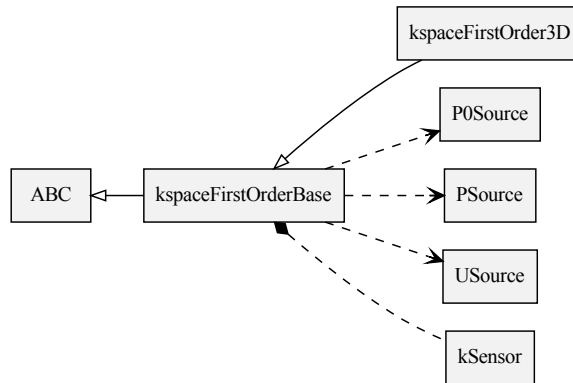 kspaceFirstOrder3D
P0Source
ABC
kspaceFirstOrderBase
PSource
USource
kSensor